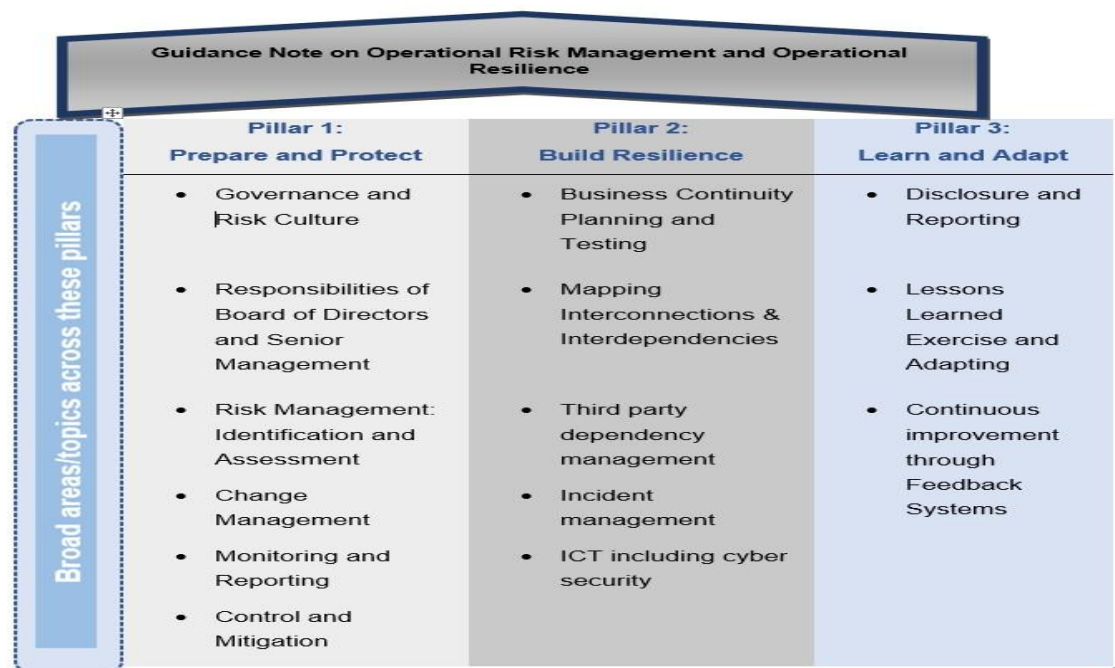 Guidance Note on Operational Risk Management and Operational
Resilience
Broad areas/topics across these pillars
Pillar 1:
Prepare and Protect
• Governance and
Risk Culture
• Responsibilities of
Board of Directors
and Senior
Management
• Risk Management:
Identification and
Assessment
• Change
Management
• Monitoring and
Reporting
• Control and
Mitigation
Pillar 2:
Build Resilience
• Business Continuity
Planning and
Testing
• Mapping
Interconnections &
Interdependencies
• Third party
dependency
management
• Incident
management
• ICT including cyber
security
Pillar 3:
Learn and Adapt
• Disclosure and
Reporting
• Lessons
Learned
Exercise and
Adapting
• Continuous
improvement
through
Feedback
Systems